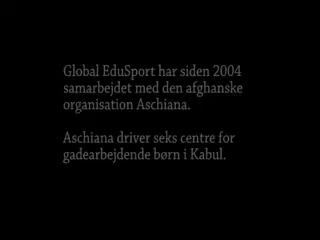 Global EduSport har siden 2004
samarbejdet med den afghanske
organisation Aschiana.
Aschiana driver seks centre for
gadearbejdende børn i Kabul.